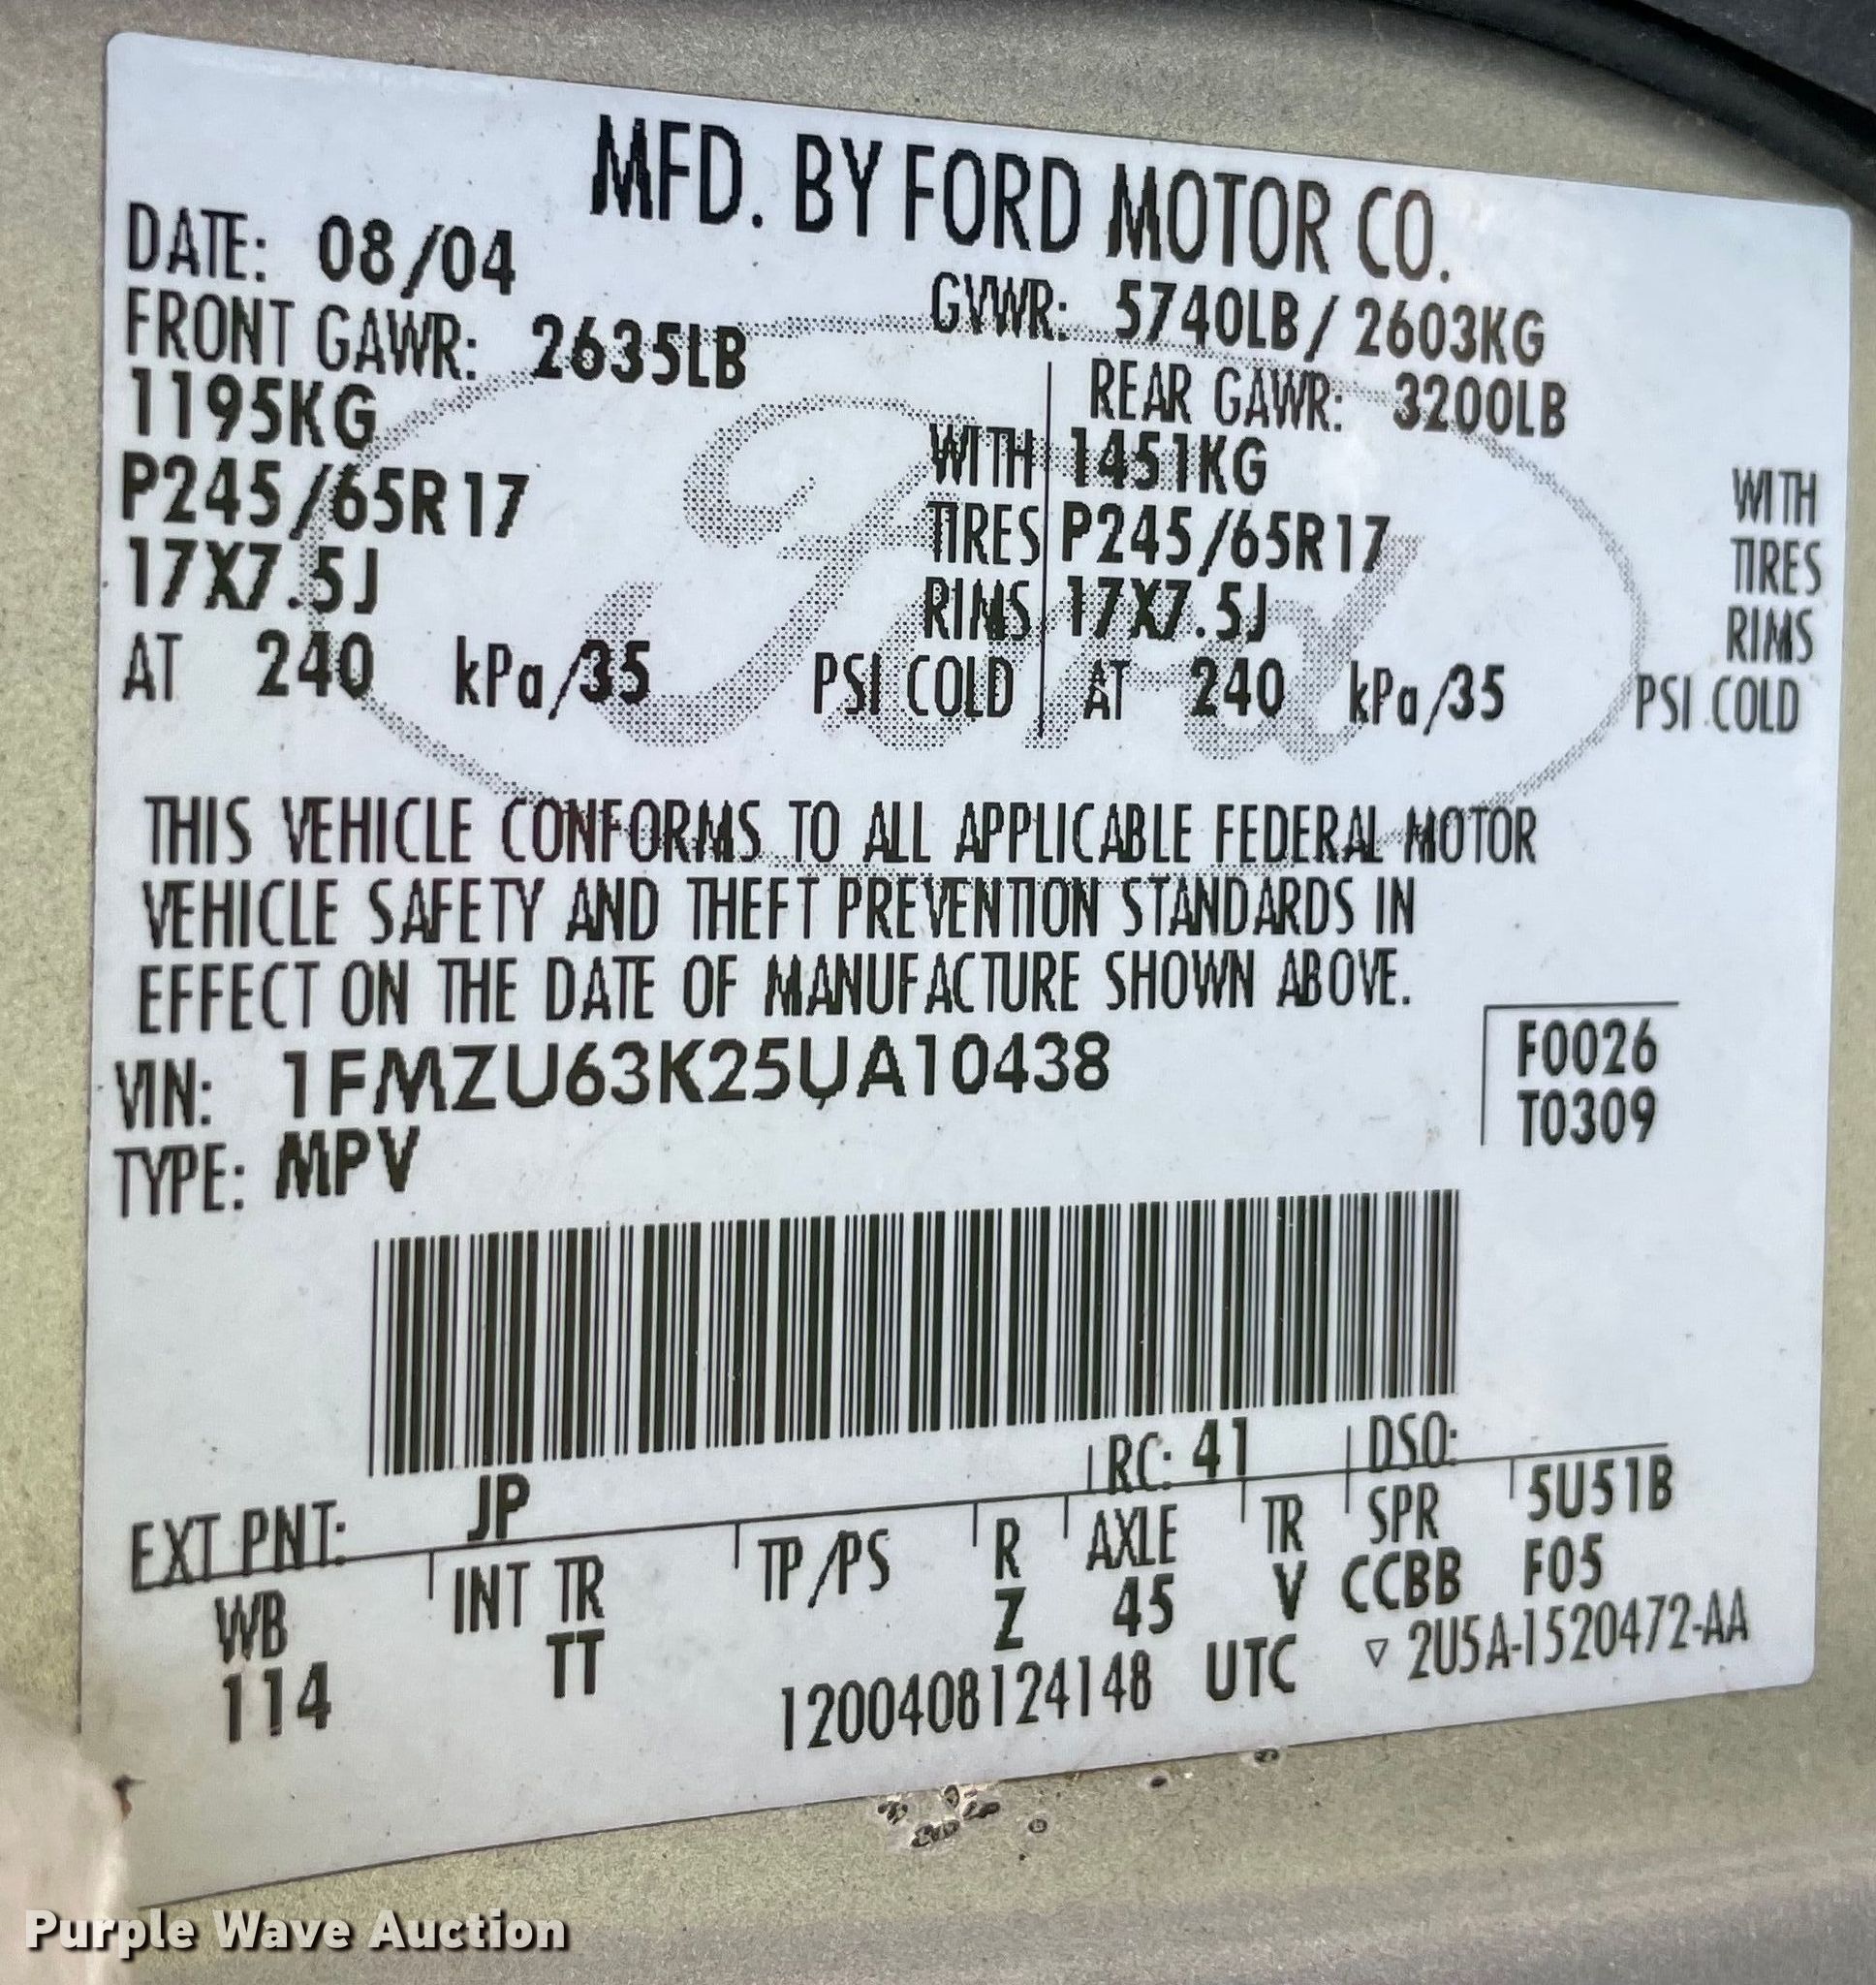 MFD. BY FORD MOTOR CO.
DATE: 08/04
GVWR: 5740LB/ 2603KG
FRONT GAWR: 2635LB
REAR GAWR: 3200LB
1195KG WITH 1451KG WITH
P245/65R17 TIRES P245/65R17 TIRES
17X7.5J RIMS 17X7.5J RIMS
AT 240 kPa/35 PSI COLD AT 240 kPa/35 PSI COLD
Ford
THIS VEHICLE CONFORMS TO ALL APPLICABLE FEDERAL MOTOR
VEHICLE SAFETY AND THEFT PREVENTION STANDARDS IN
EFFECT ON THE DATE OF MANUFACTURE SHOWN ABOVE.
VIN: 1FMZU63K25UA10438
F0026
T0309
TYPE: MPV
EXT PNT: JP RC: 41 DSO:
WB INT TR TP/PS R AXLE TR SPR 5U51B
114 TT Z 45 V CCBB F05
1200408124148 UTC ▽ 2U5A-1520472-AA
Purple Wave Auction